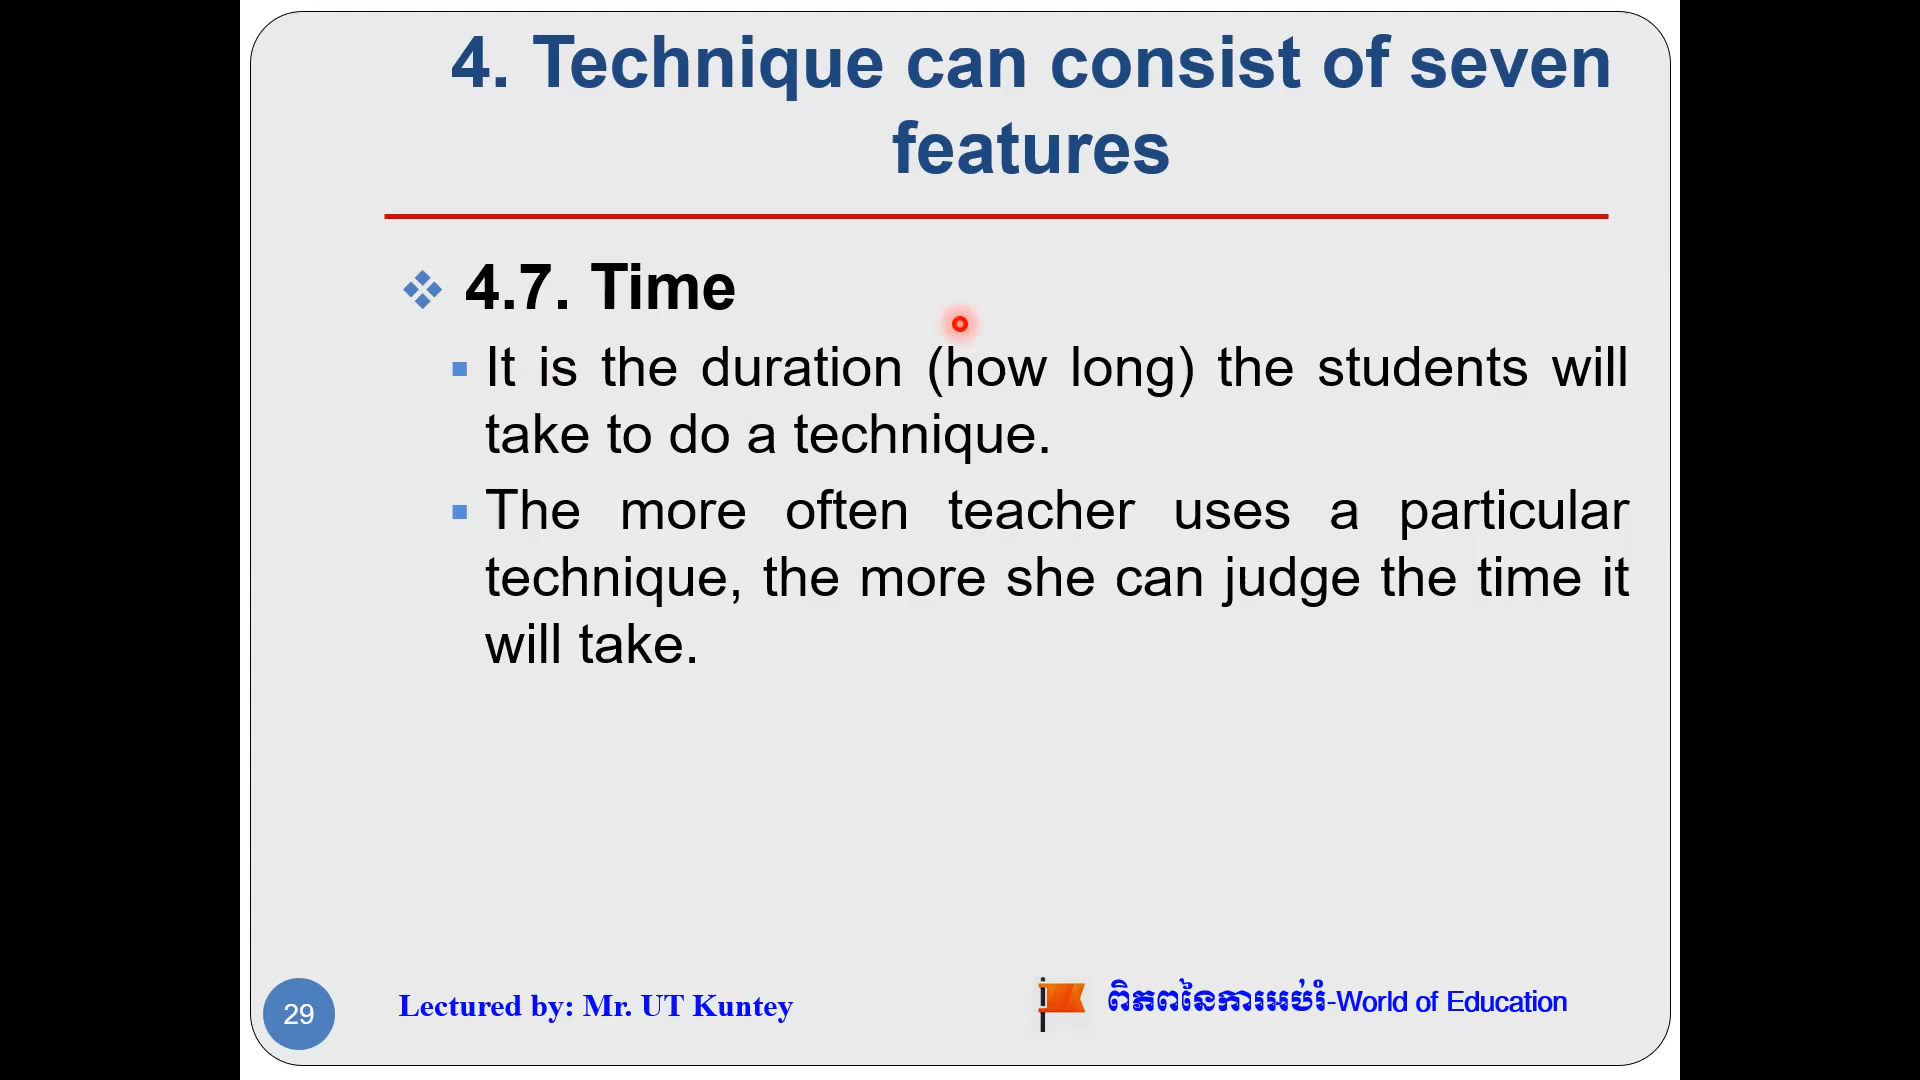 4. Technique can consist of seven
features
4.7. Time
It is the duration (how long) the students will
take to do a technique.
The more often teacher uses a particular
technique, the more she can judge the time it
will take.
29
Lectured by: Mr. UT Kuntey
ពិភពនៃការអប់រំ-World of Education